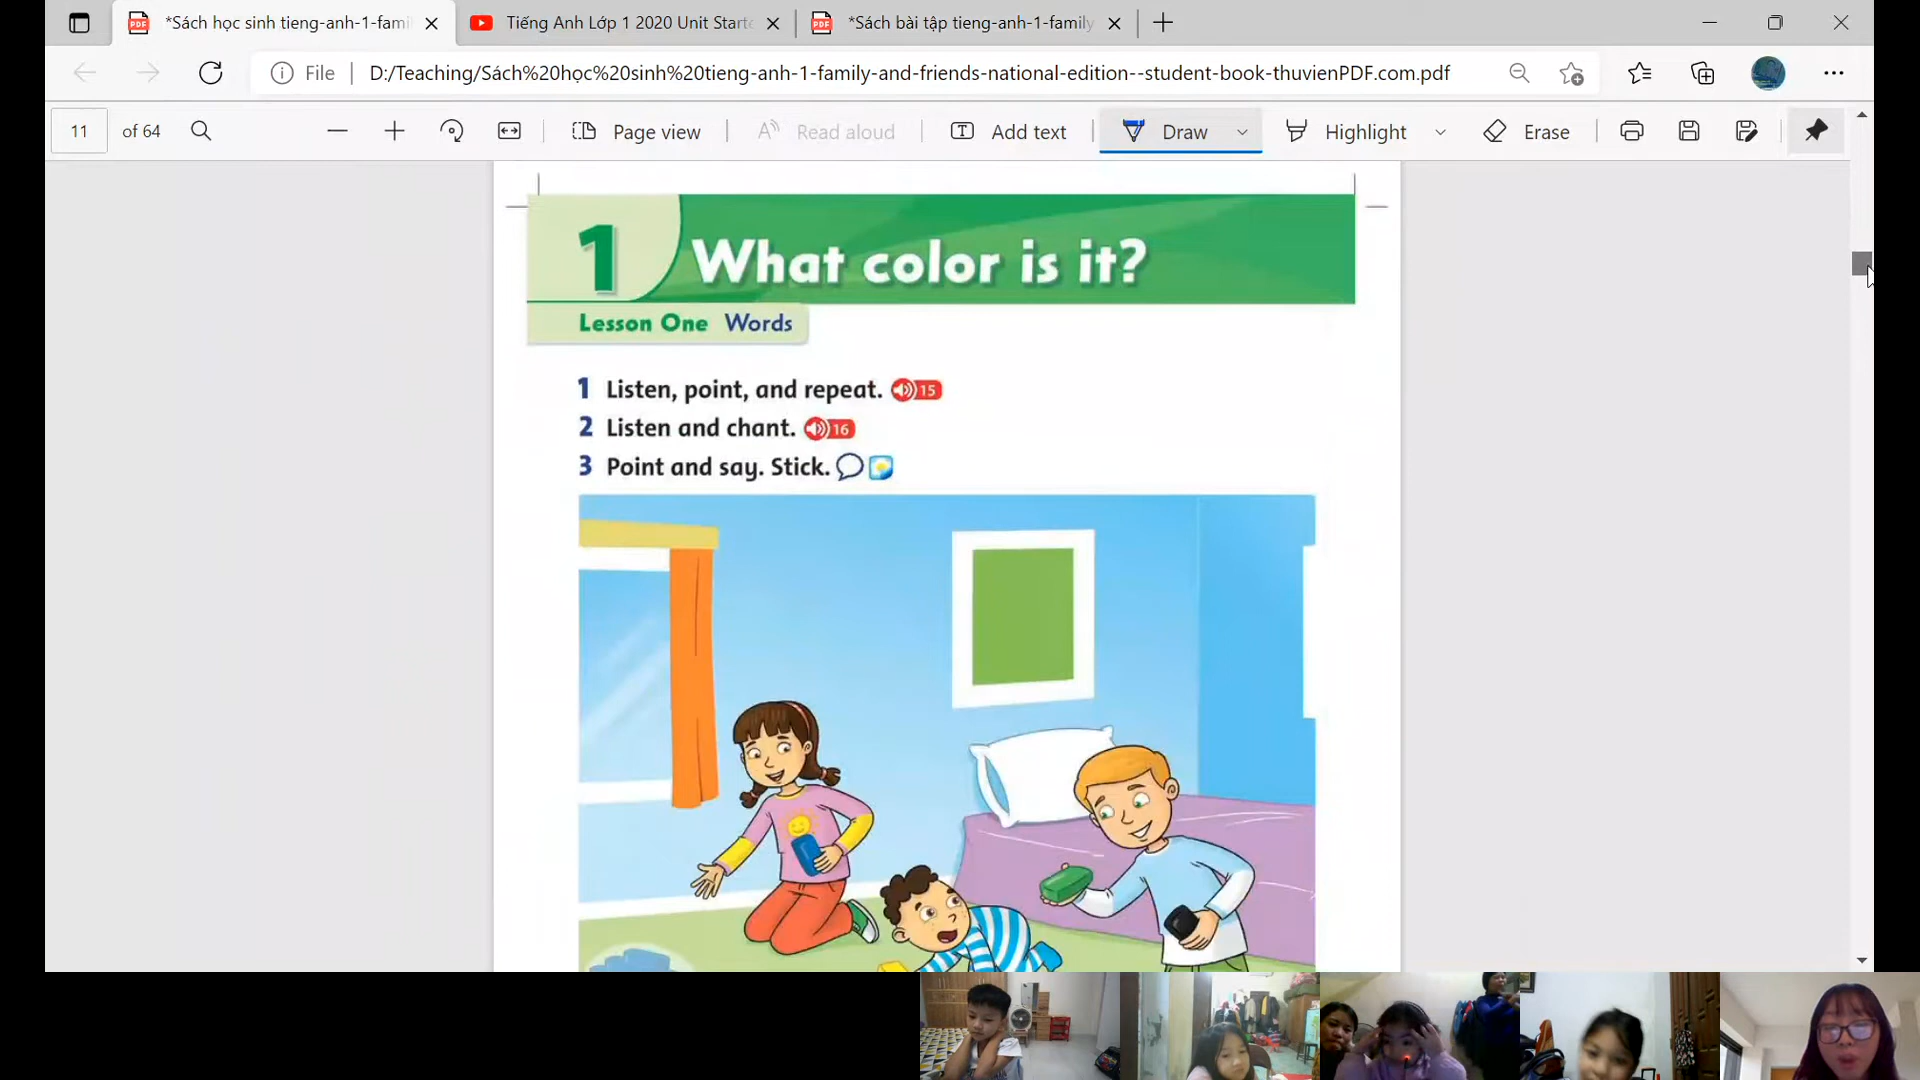 *Sách học sinh tieng-anh-1-fami
Tiếng Anh Lớp 1 2020 Unit Starte
*Sách bài tập tieng-anh-1-family
File
D:/Teaching/Sách%20học%20sinh%20tieng-anh-1-family-and-friends-national-edition--student-book-thuvienPDF.com.pdf
11 of 64
Page view
Read aloud
Add text
Draw
Highlight
Erase
1 What color is it?
Lesson One Words
1 Listen, point, and repeat. 15
2 Listen and chant. 16
3 Point and say. Stick.